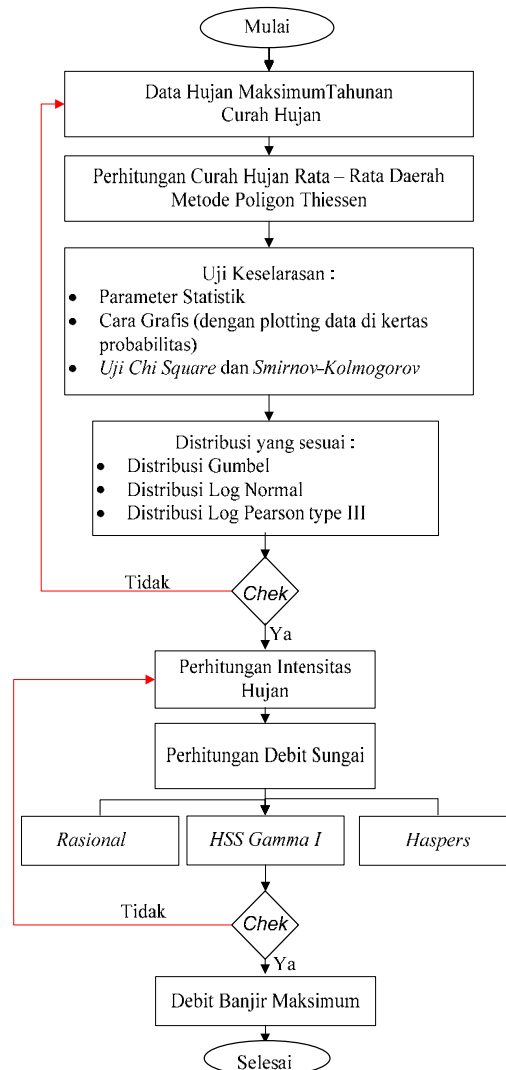 Mulai
Data Hujan MaksimumTahunan
Curah Hujan
Perhitungan Curah Hujan Rata – Rata Daerah
Metode Poligon Thiessen
Uji Keselarasan :
• Parameter Statistik
• Cara Grafis (dengan plotting data di kertas
probabilitas)
• Uji Chi Square dan Smirnov-Kolmogorov
Distribusi yang sesuai :
• Distribusi Gumbel
• Distribusi Log Normal
• Distribusi Log Pearson type III
Tidak
Chek
Ya
Perhitungan Intensitas
Hujan
Perhitungan Debit Sungai
Rasional
HSS Gamma I
Haspers
Tidak
Chek
Ya
Debit Banjir Maksimum
Selesai